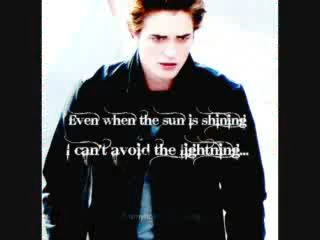 Even when the sun is shining
I can't avoid the lightning...